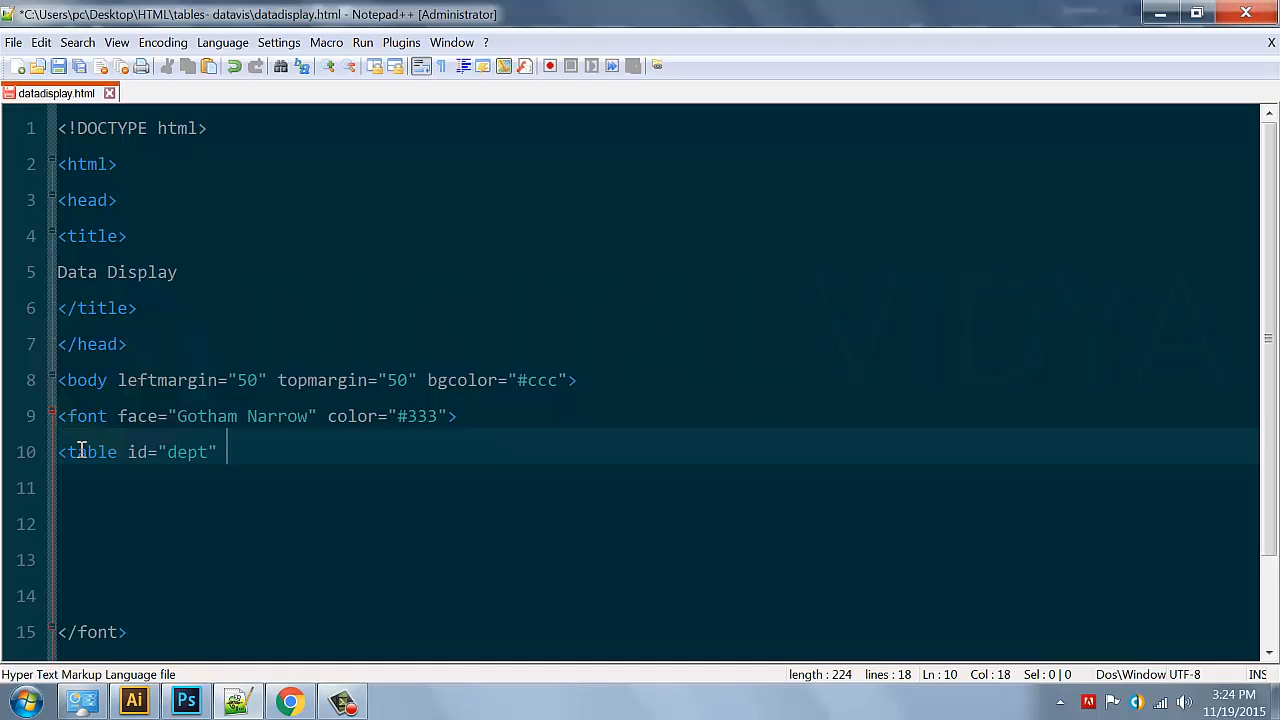 *C:\Users\pc\Desktop\HTML\tables- datavis\datadisplay.html - Notepad++ [Administrator]
File Edit Search View Encoding Language Settings Macro Run Plugins Window ? X
datadisplay.html
1 <!DOCTYPE html>
2 <html>
3 <head>
4 <title>
5 Data Display
6 </title>
7 </head>
8 <body leftmargin="50" topmargin="50" bgcolor="#ccc">
9 <font face="Gotham Narrow" color="#333">
10 <table id="dept"
11
12
13
14
15 </font>
Hyper Text Markup Language file length : 224 lines : 18 Ln : 10 Col : 18 Sel : 0 | 0 Dos\Window UTF-8 INS
Ai Ps 3:24 PM
11/19/2015